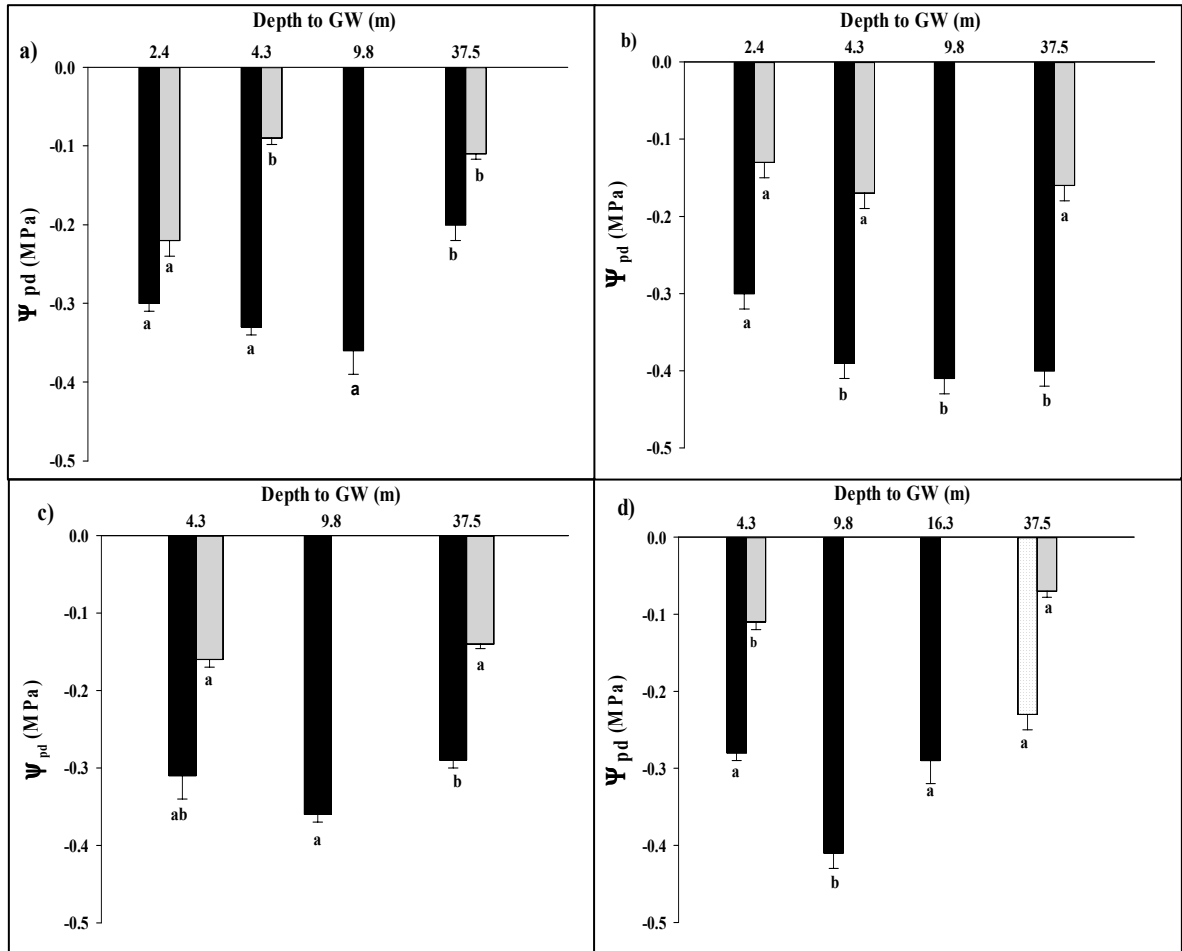 Depth to GW (m)
a)
2.4 4.3 9.8 37.5
0.0
-0.1
-0.2
-0.3
-0.4
-0.5
Ψ pd (MPa)
a a a b b a b b
Depth to GW (m)
b)
2.4 4.3 9.8 37.5
0.0
-0.1
-0.2
-0.3
-0.4
-0.5
Ψ pd (MPa)
a a b a b b a
Depth to GW (m)
c)
4.3 9.8 37.5
0.0
-0.1
-0.2
-0.3
-0.4
-0.5
Ψ pd (MPa)
ab a a b a
Depth to GW (m)
d)
4.3 9.8 16.3 37.5
0.0
-0.1
-0.2
-0.3
-0.4
-0.5
Ψ pd (MPa)
a b b a a a